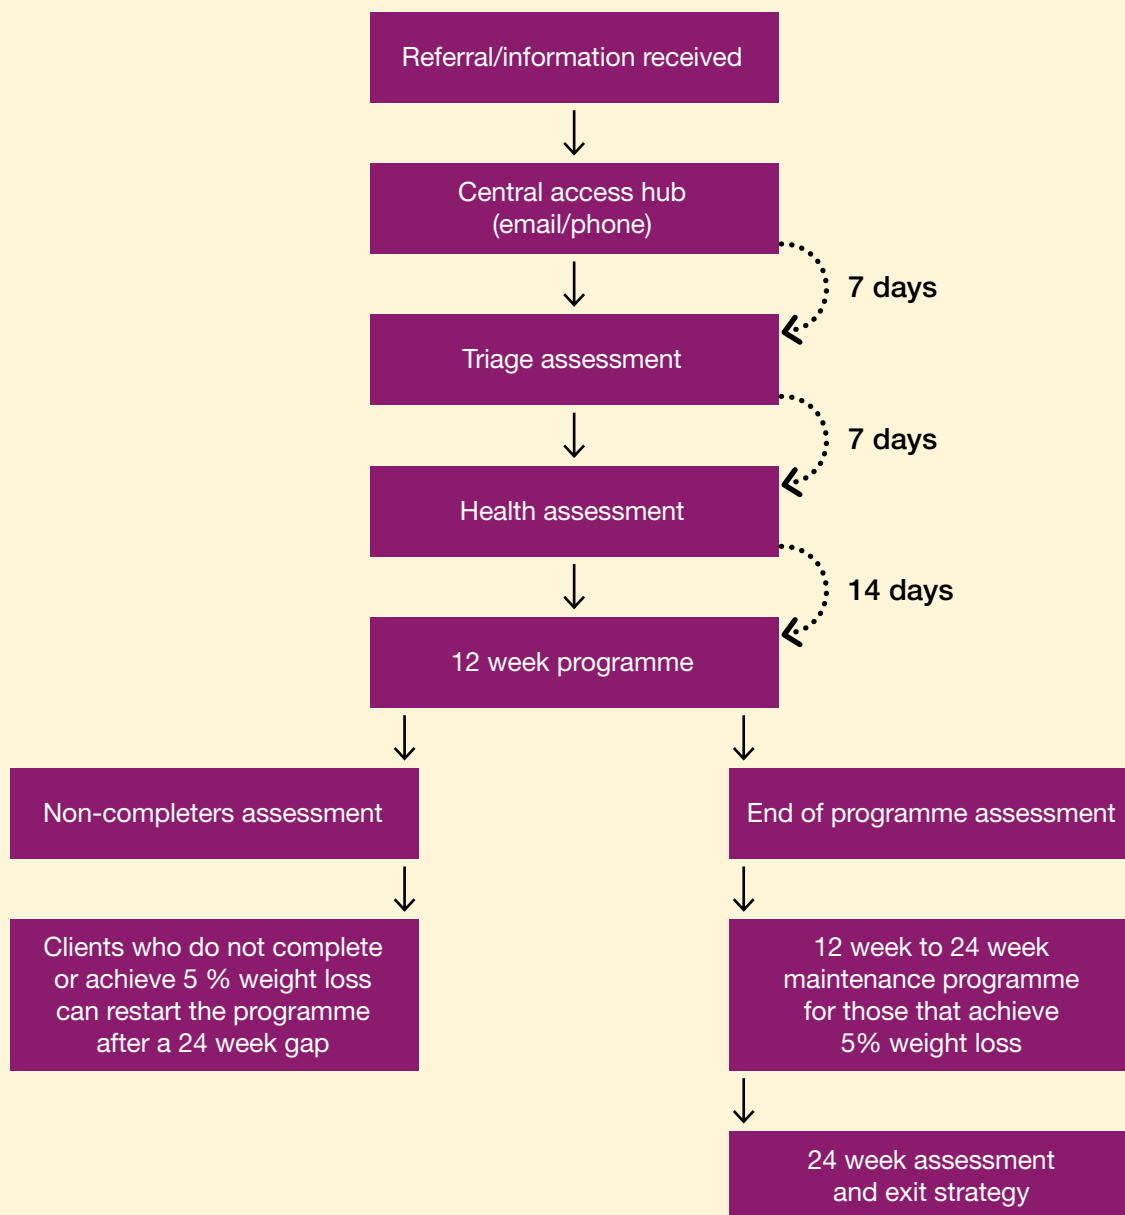 Referral/information received
Central access hub
(email/phone)
7 days
Triage assessment
7 days
Health assessment
14 days
12 week programme
Non-completers assessment
End of programme assessment
Clients who do not complete
or achieve 5 % weight loss
can restart the programme
after a 24 week gap
12 week to 24 week
maintenance programme
for those that achieve
5% weight loss
24 week assessment
and exit strategy